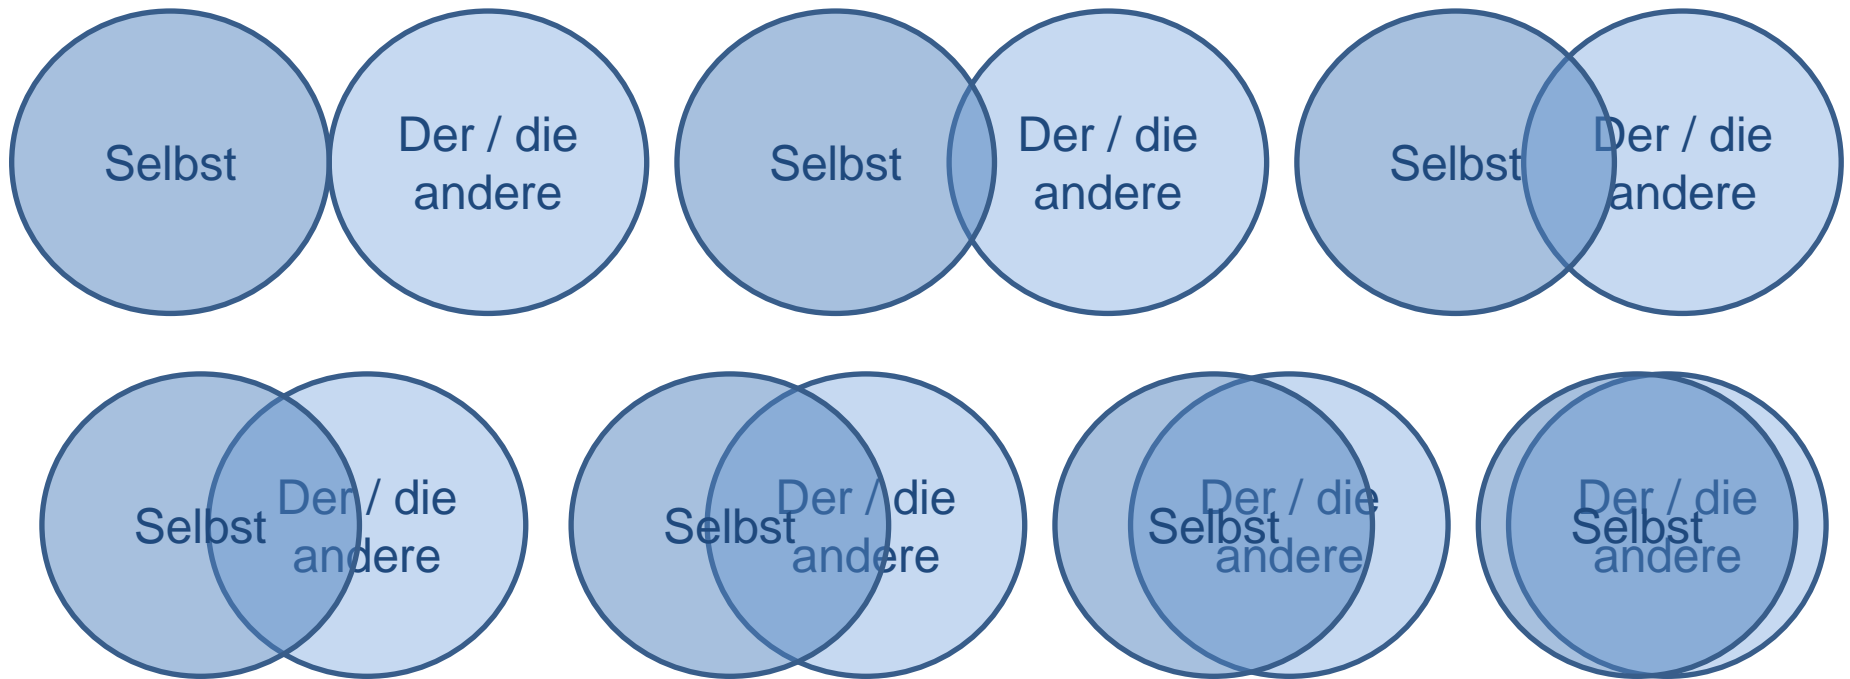 Selbst
Der / die
andere
Selbst
Der / die
andere
Selbst
Der / die
andere
Selbst
Der / die
andere
Selbst
Der / die
andere
Selbst
Der / die
andere
Selbst
Der / die
andere